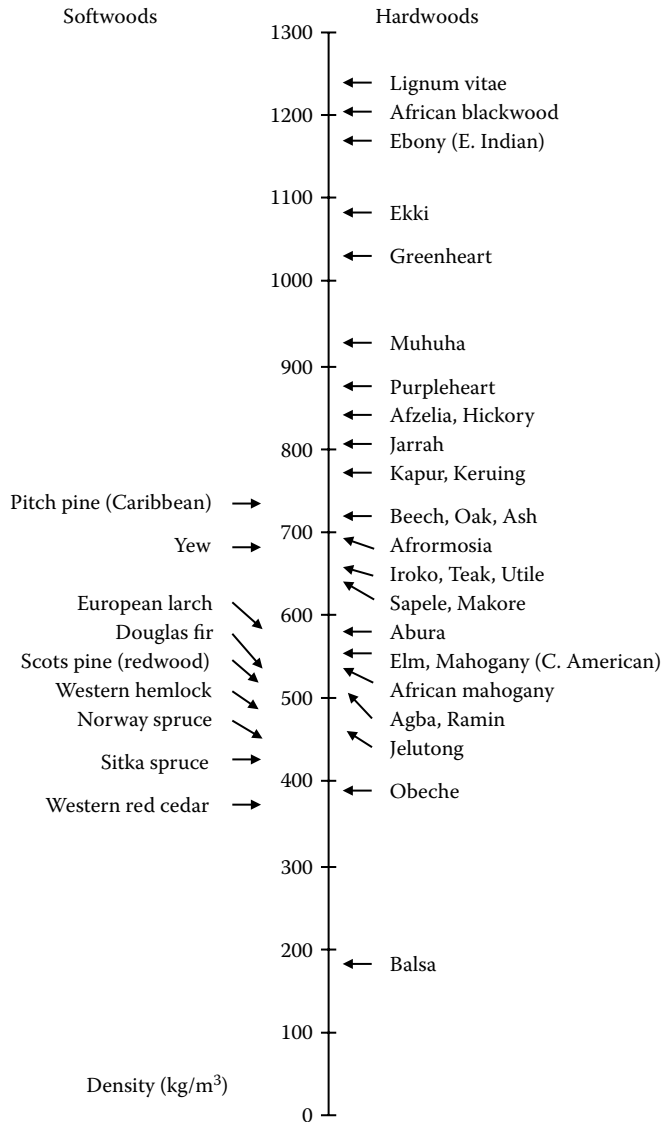 Softwoods
Hardwoods
1300
Lignum vitae
African blackwood
1200
Ebony (E. Indian)
1100
Ekki
Greenheart
1000
Muhuha
900
Purpleheart
Afzelia, Hickory
Jarrah
800
Kapur, Keruing
Pitch pine (Caribbean)
Beech, Oak, Ash
700
Yew
Afrormosia
Iroko, Teak, Utile
European larch
Sapele, Makore
600
Douglas fir
Abura
Scots pine (redwood)
Elm, Mahogany (C. American)
Western hemlock
African mahogany
500
Norway spruce
Agba, Ramin
Jelutong
Sitka spruce
400
Obeche
Western red cedar
300
200
Balsa
100
Density (kg/m³)
0